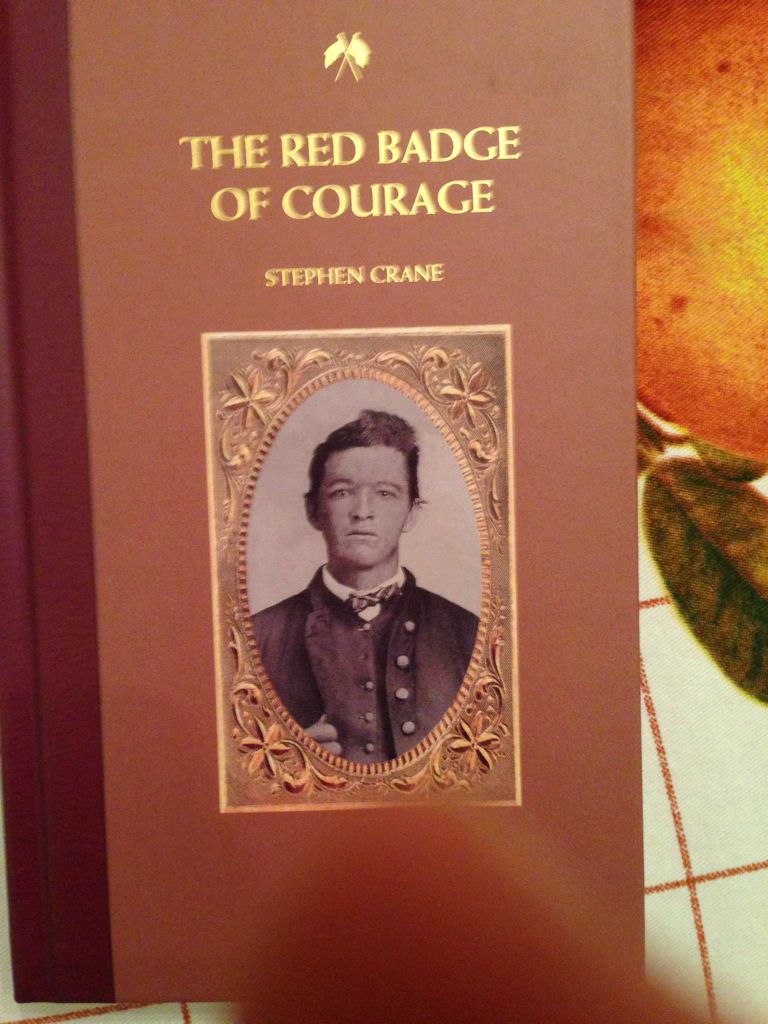 THE RED BADGE
OF COURAGE
STEPHEN CRANE